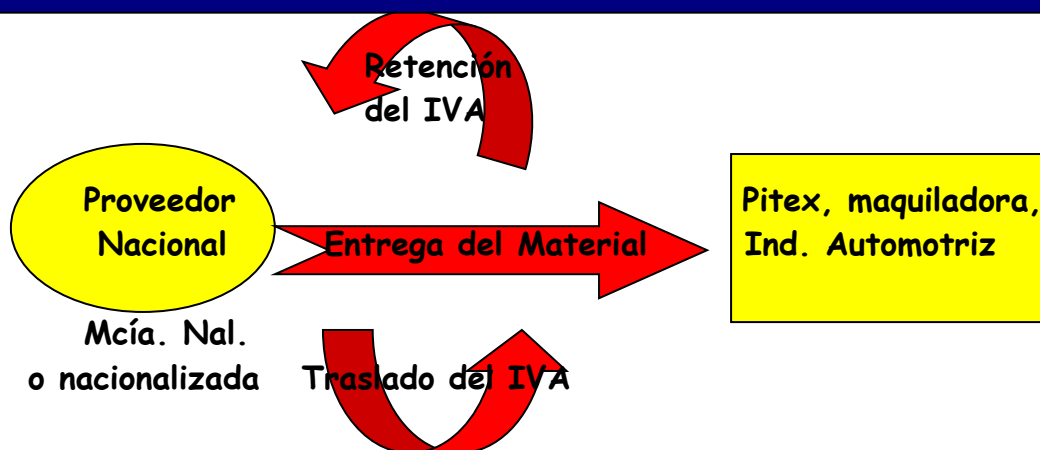 Retención
del IVA
Proveedor
Nacional
Entrega del Material
Pitex, maquiladora,
Ind. Automotriz
Mcía. Nal.
o nacionalizada
Traslado del IVA